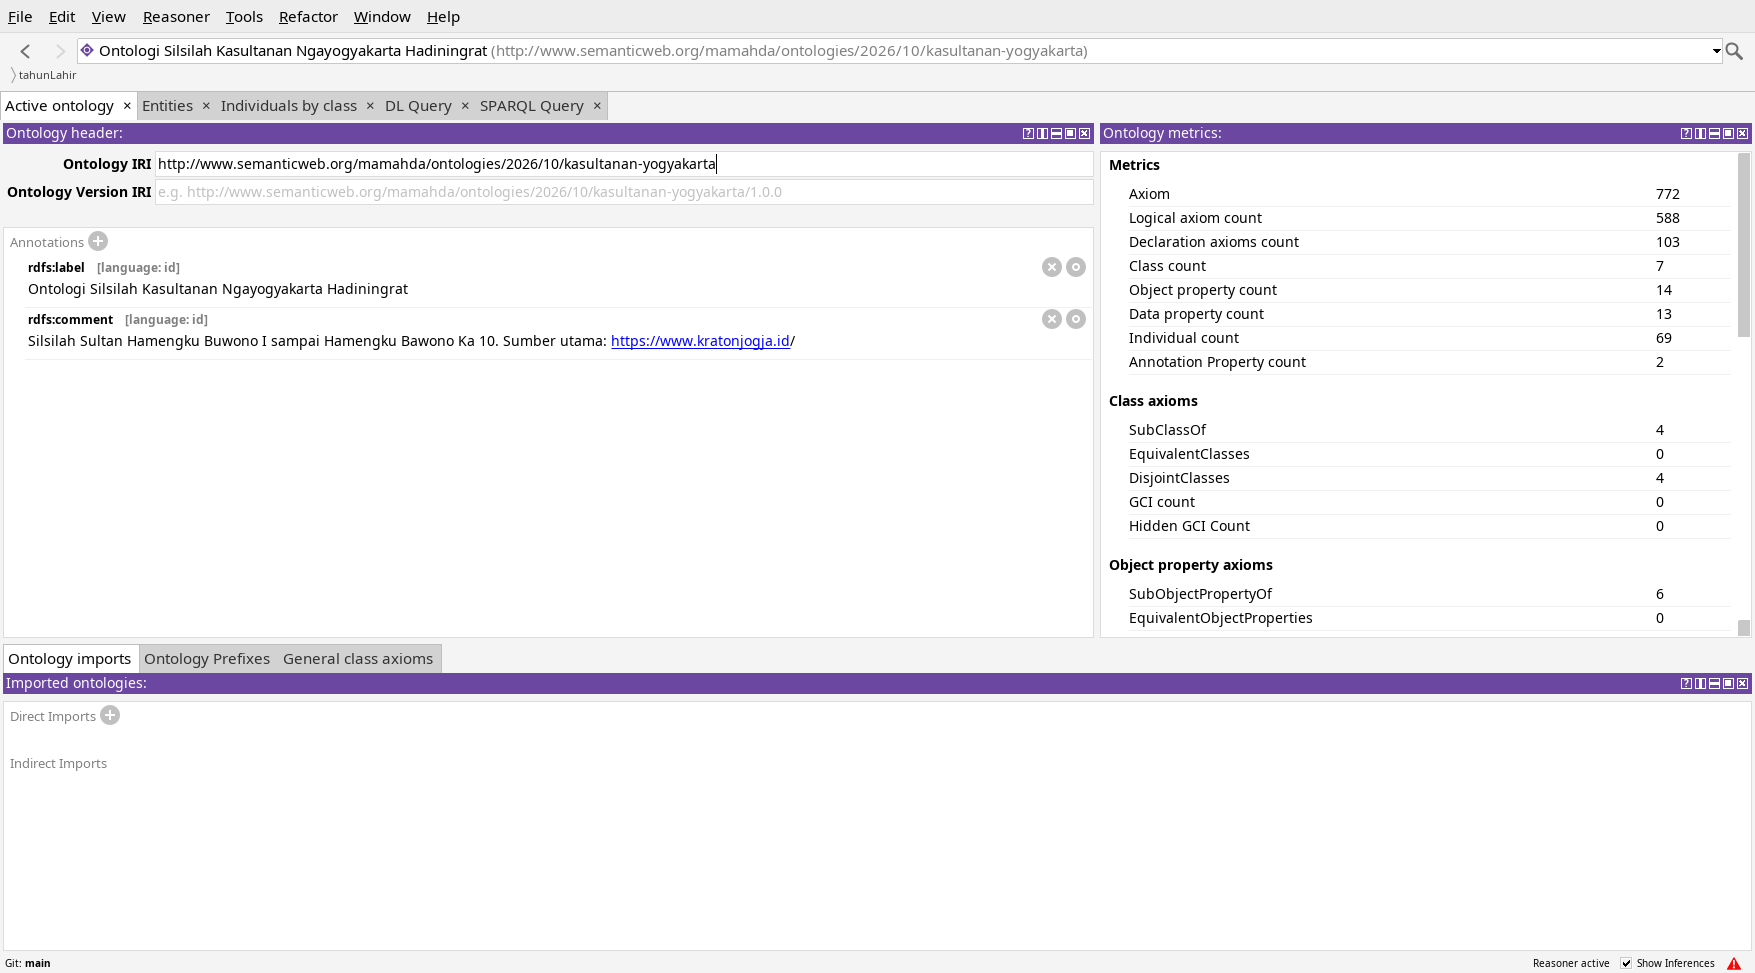 File Edit View Reasoner Tools Refactor Window Help
Ontologi Silsilah Kasultanan Ngayogyakarta Hadiningrat (http://www.semanticweb.org/mamahda/ontologies/2026/10/kasultanan-yogyakarta)
tahunLahir
Active ontology × Entities × Individuals by class × DL Query × SPARQL Query ×
Ontology header:
Ontology IRI http://www.semanticweb.org/mamahda/ontologies/2026/10/kasultanan-yogyakarta
Ontology Version IRI e.g. http://www.semanticweb.org/mamahda/ontologies/2026/10/kasultanan-yogyakarta/1.0.0
Annotations
rdfs:label [language: id]
Ontologi Silsilah Kasultanan Ngayogyakarta Hadiningrat
rdfs:comment [language: id]
Silsilah Sultan Hamengku Buwono I sampai Hamengku Bawono Ka 10. Sumber utama: https://www.kratonjogja.id/
Ontology metrics:
Metrics
Axiom 772
Logical axiom count 588
Declaration axioms count 103
Class count 7
Object property count 14
Data property count 13
Individual count 69
Annotation Property count 2
Class axioms
SubClassOf 4
EquivalentClasses 0
DisjointClasses 4
GCI count 0
Hidden GCI Count 0
Object property axioms
SubObjectPropertyOf 6
EquivalentObjectProperties 0
Ontology imports Ontology Prefixes General class axioms
Imported ontologies:
Direct Imports
Indirect Imports
Git: main
Reasoner active Show Inferences